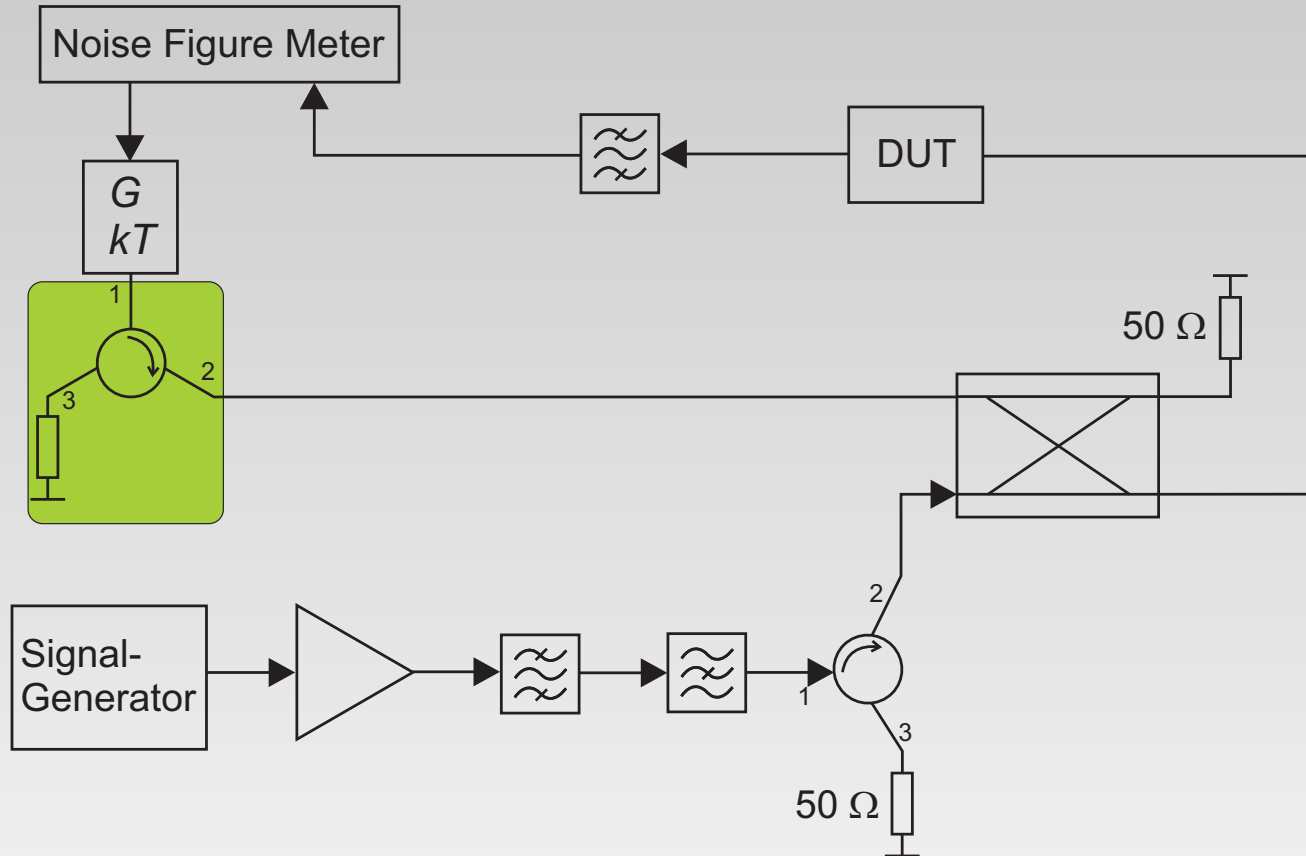 Noise Figure Meter
DUT
G
kT
1
2
3
50 Ω
Signal-
Generator
1
2
3
50 Ω